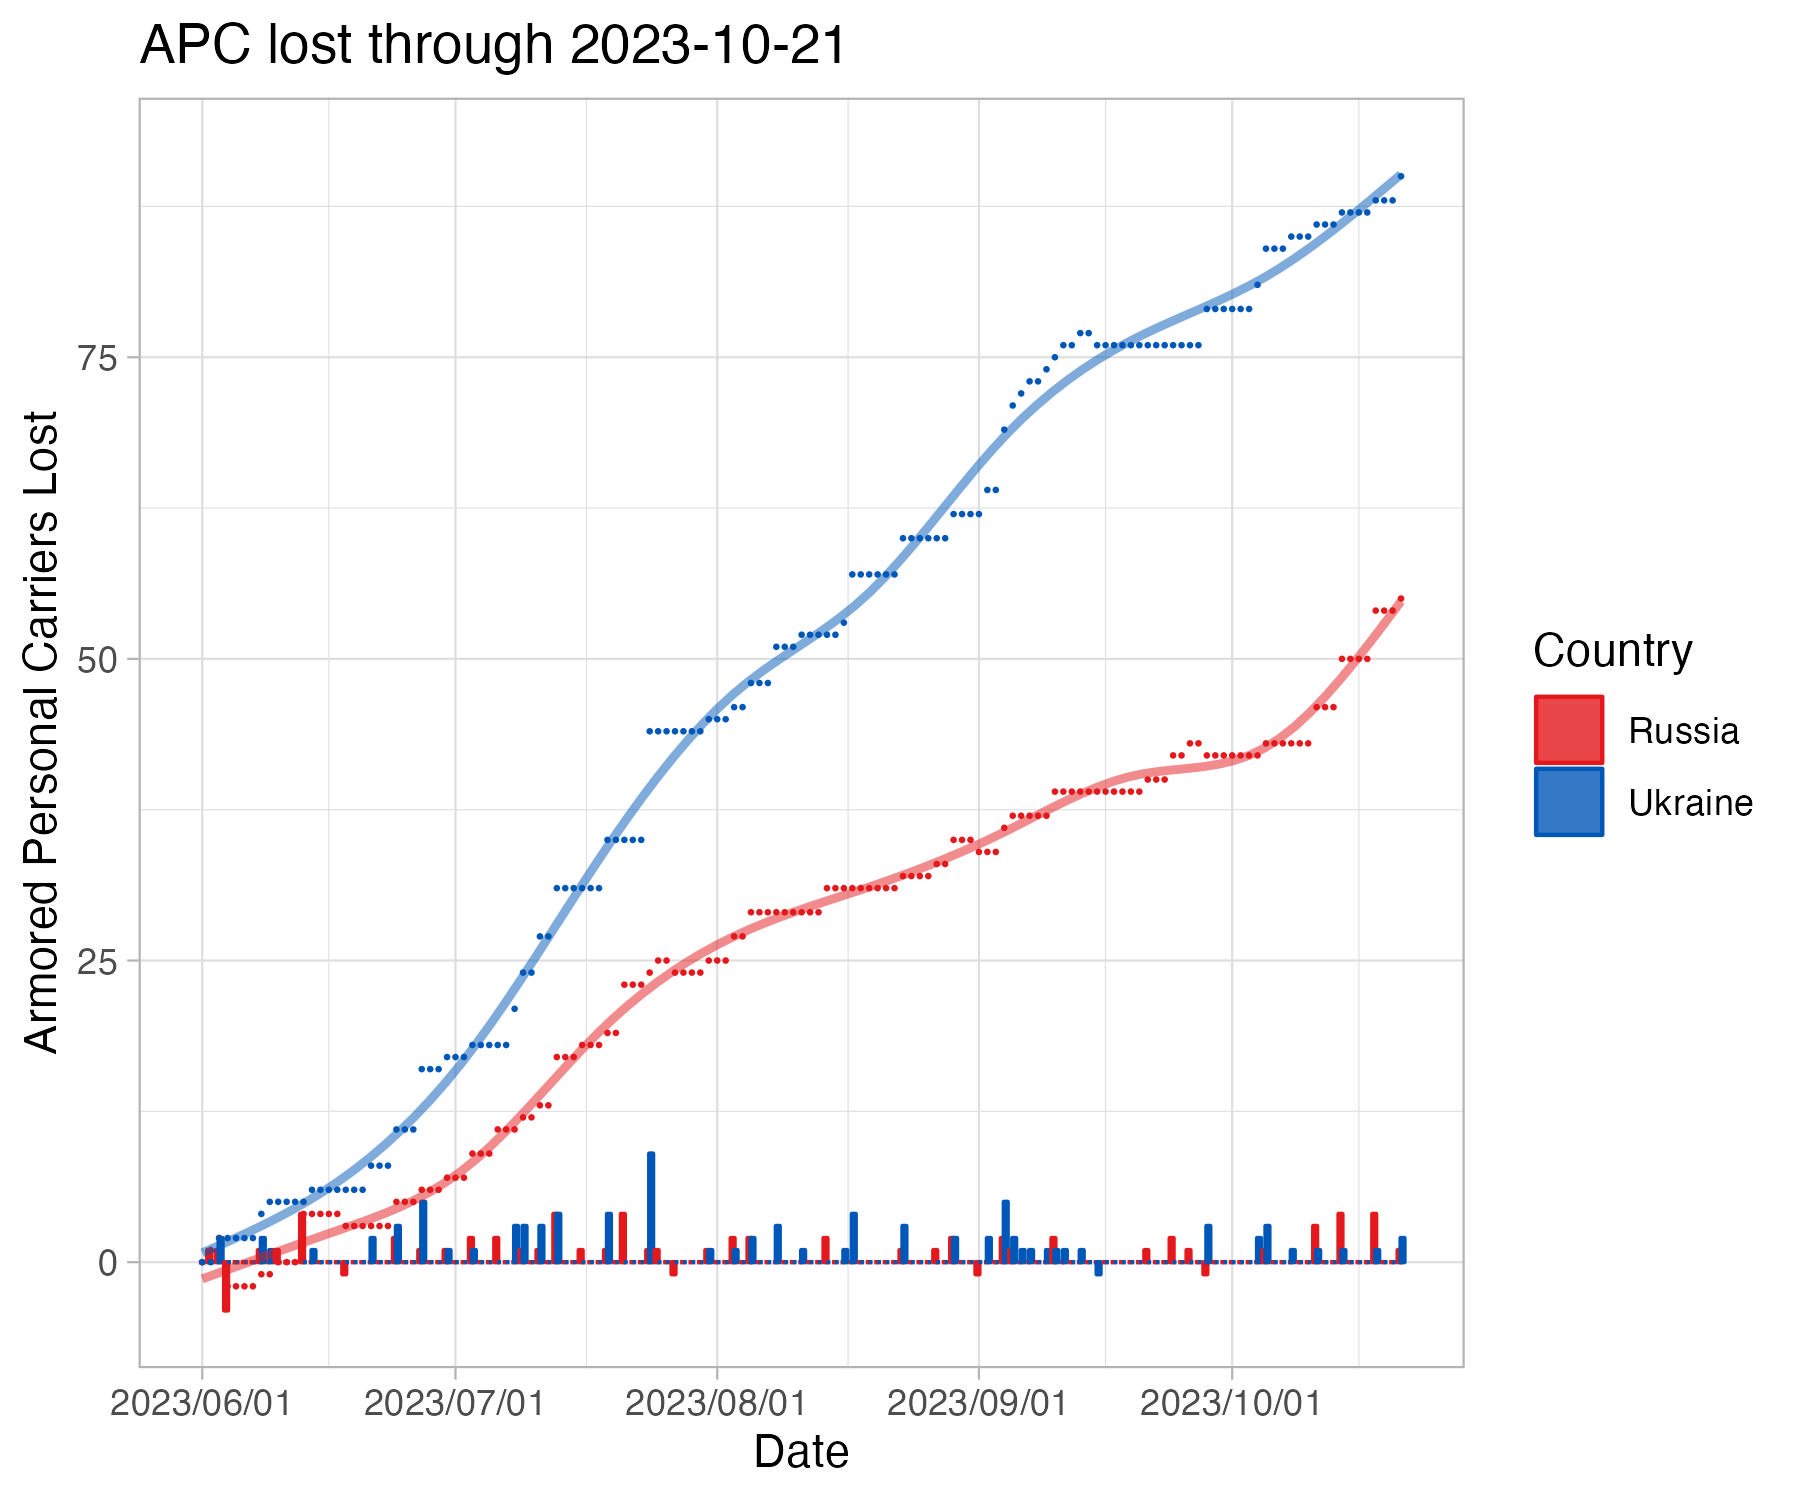 APC lost through 2023-10-21
Armored Personal Carriers Lost
75
50
25
0
2023/06/01
2023/07/01
2023/08/01
2023/09/01
2023/10/01
Date
Country
Russia
Ukraine